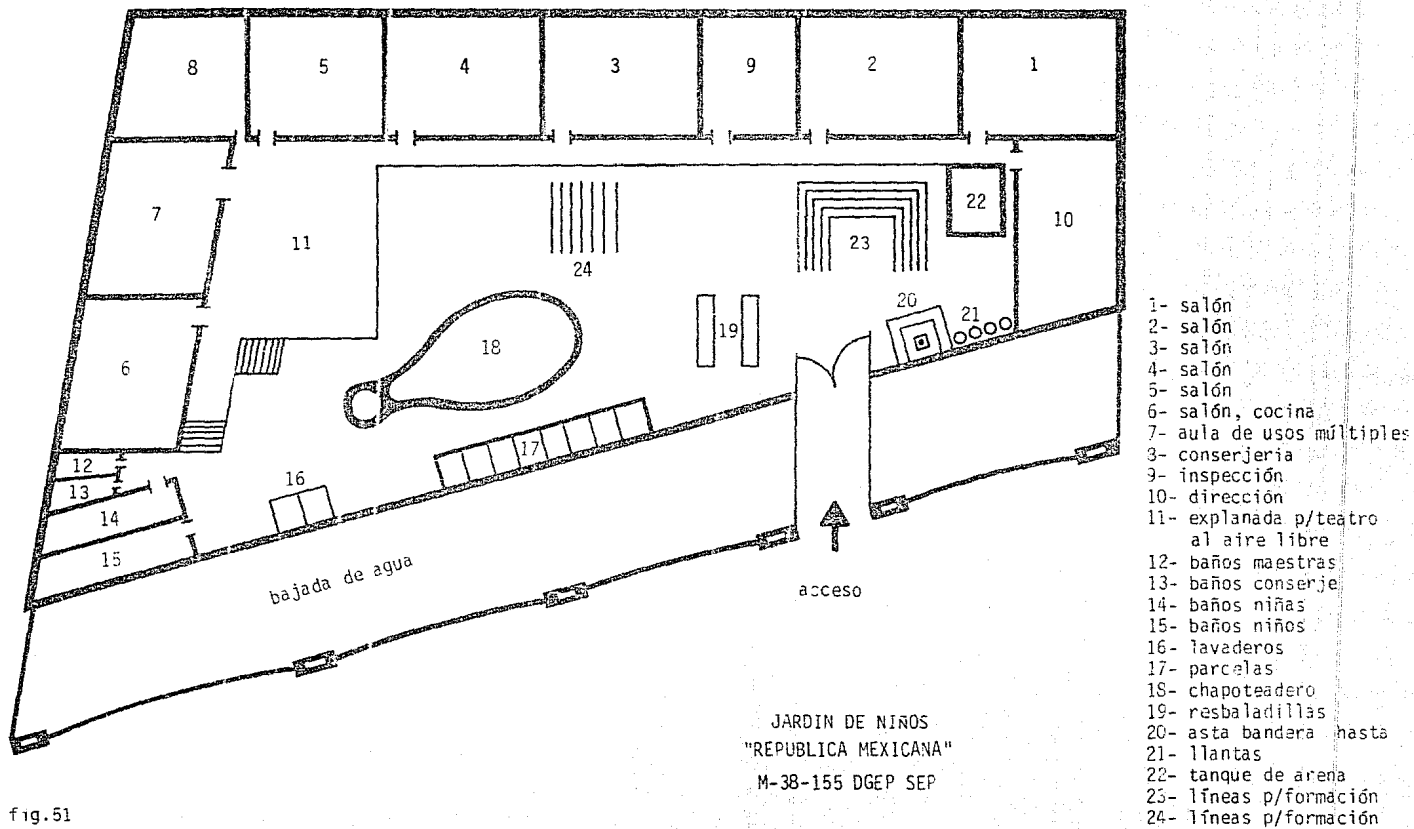 8
5
4
3
9
2
1
7
11
24
23
22
10
6
18
19
20
21
12
13
14
15
16
17
bajada de agua
acceso
JARDIN DE NIÑOS
"REPUBLICA MEXICANA"
M-38-155 DGEP SEP
fig.51
1- salón
2- salón
3- salón
4- salón
5- salón
6- salón, cocina
7- aula de usos múltiples
3- conserjeria
9- inspección
10- dirección
11- explanada p/teatro
al aire libre
12- baños maestras
13- baños conserje
14- baños niñas
15- baños niños
16- lavaderos
17- parcelas
18- chapoteadero
19- resbaladillas
20- asta bandera hasta
21- llantas
22- tanque de arena
23- líneas p/formación
24- líneas p/formación